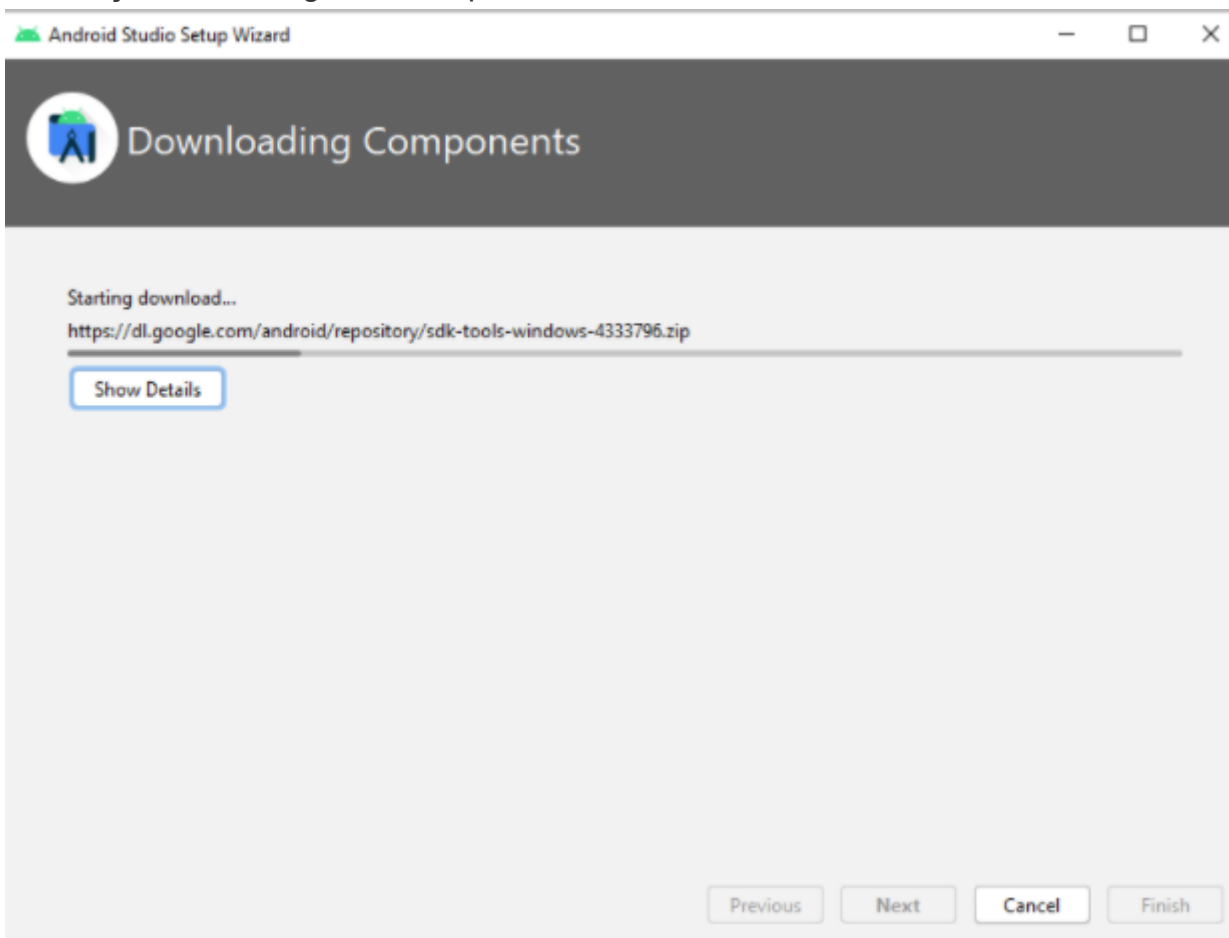 Android Studio Setup Wizard
Downloading Components
Starting download...
https://dl.google.com/android/repository/sdk-tools-windows-4333796.zip
Show Details
Previous Next Cancel Finish